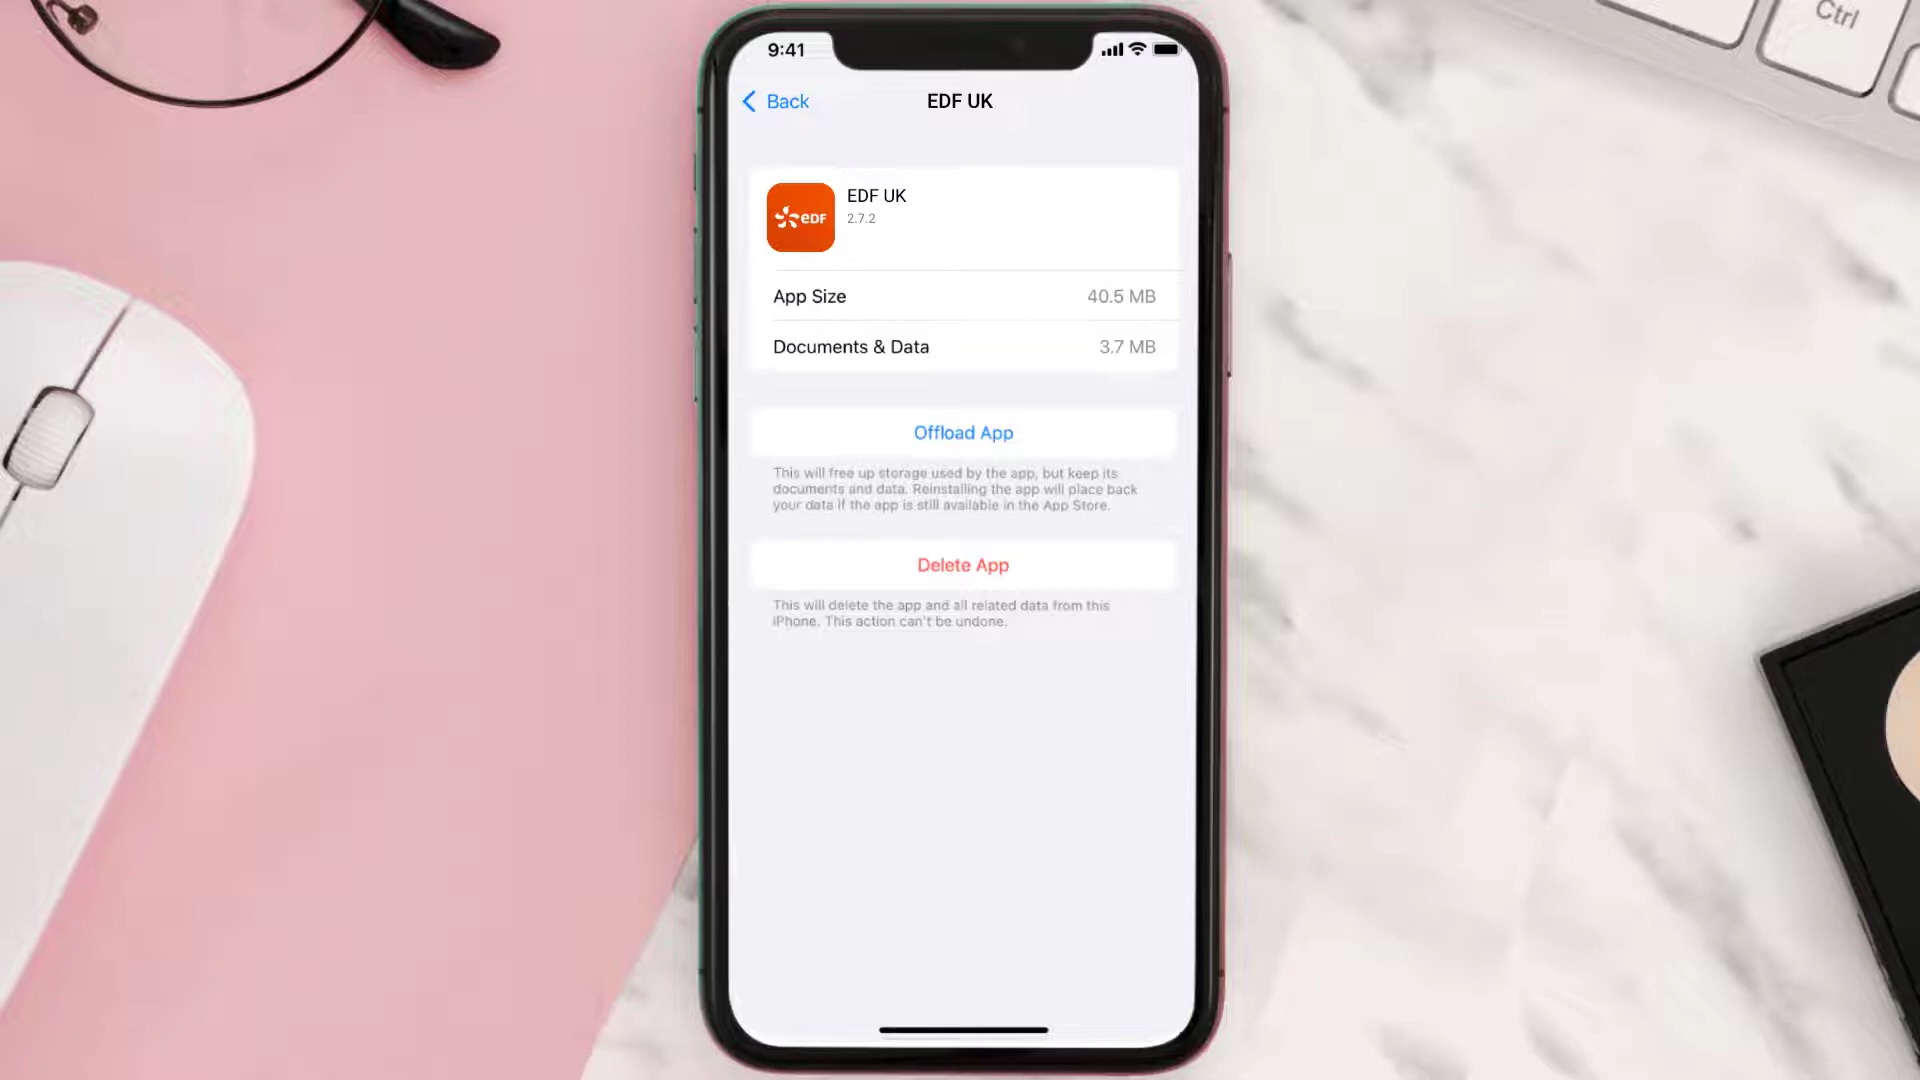 Ctrl
9:41
Back
EDF UK
EDF UK
2.7.2
eDF
App Size
40.5 MB
Documents & Data
3.7 MB
Offload App
This will free up storage used by the app, but keep its
documents and data. Reinstalling the app will place back
your data if the app is still available in the App Store.
Delete App
This will delete the app and all related data from this
iPhone. This action can't be undone.